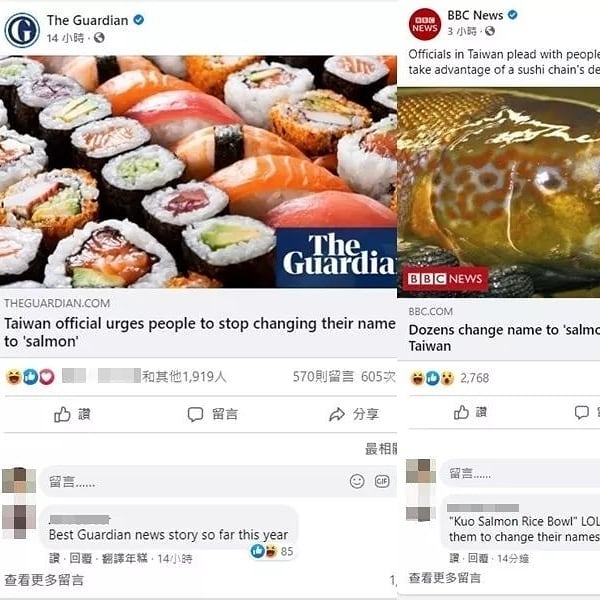 The Guardian
14 小時
The
Guardia
THEGUARDIAN.COM
Taiwan official urges people to stop changing their name
to 'salmon'
和其他1,919人
570則留言 605次
讚
留言
分享
最相關
留言......
GIF
Best Guardian news story so far this year
讚 · 回覆 · 翻譯年糕 · 14小時
85
查看更多留言
1,
BBC NEWS
BBC News
3 小時
Officials in Taiwan plead with people
take advantage of a sushi chain's de
BBC NEWS
BBC.COM
Dozens change name to 'salmo
Taiwan
2,768
讚
留言......
"Kuo Salmon Rice Bowl" LOL
them to change their names
讚 · 回覆 · 14分鐘
查看更多留言